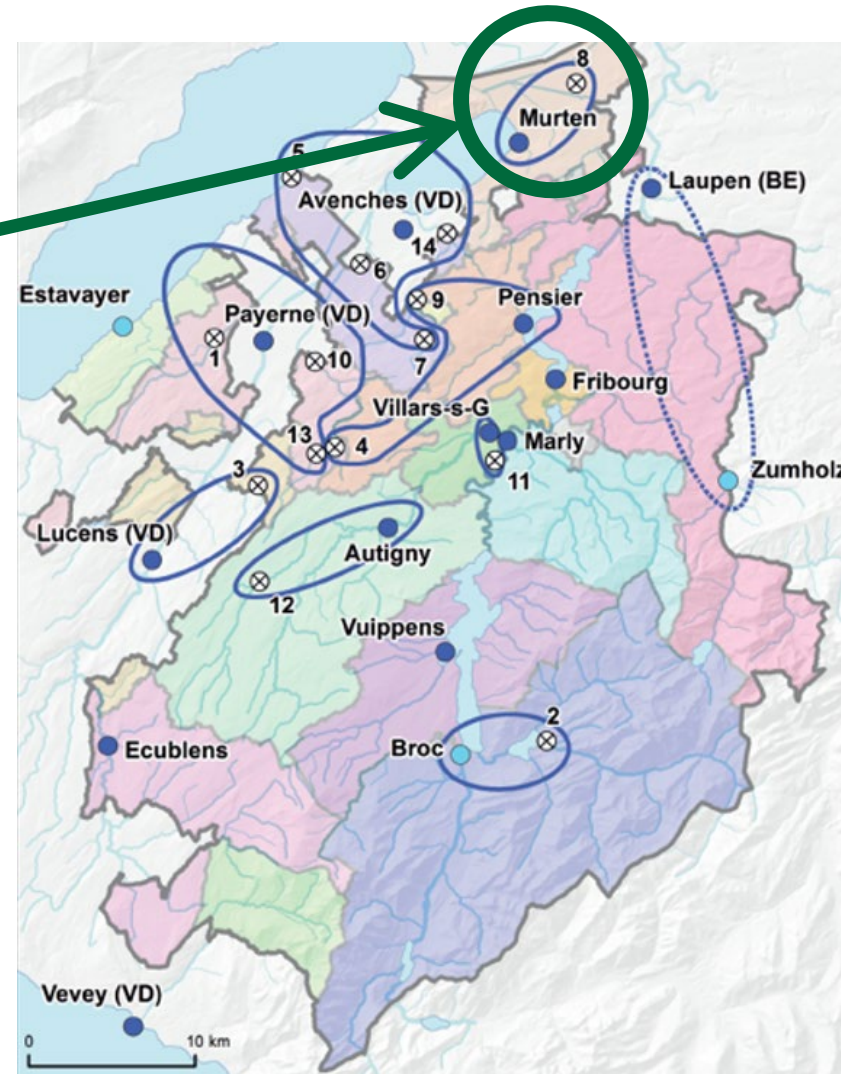 8
Murten
5
Laupen (BE)
Avenches (VD)
14
6
Estavayer
9
Pensier
Payerne (VD)
1
10
7
Fribourg
Villars-s-G
13
4
Marly
3
11
Zumholz
Lucens (VD)
Autigny
12
Vuippens
2
Broc
Ecublens
Vevey (VD)
0
10 km